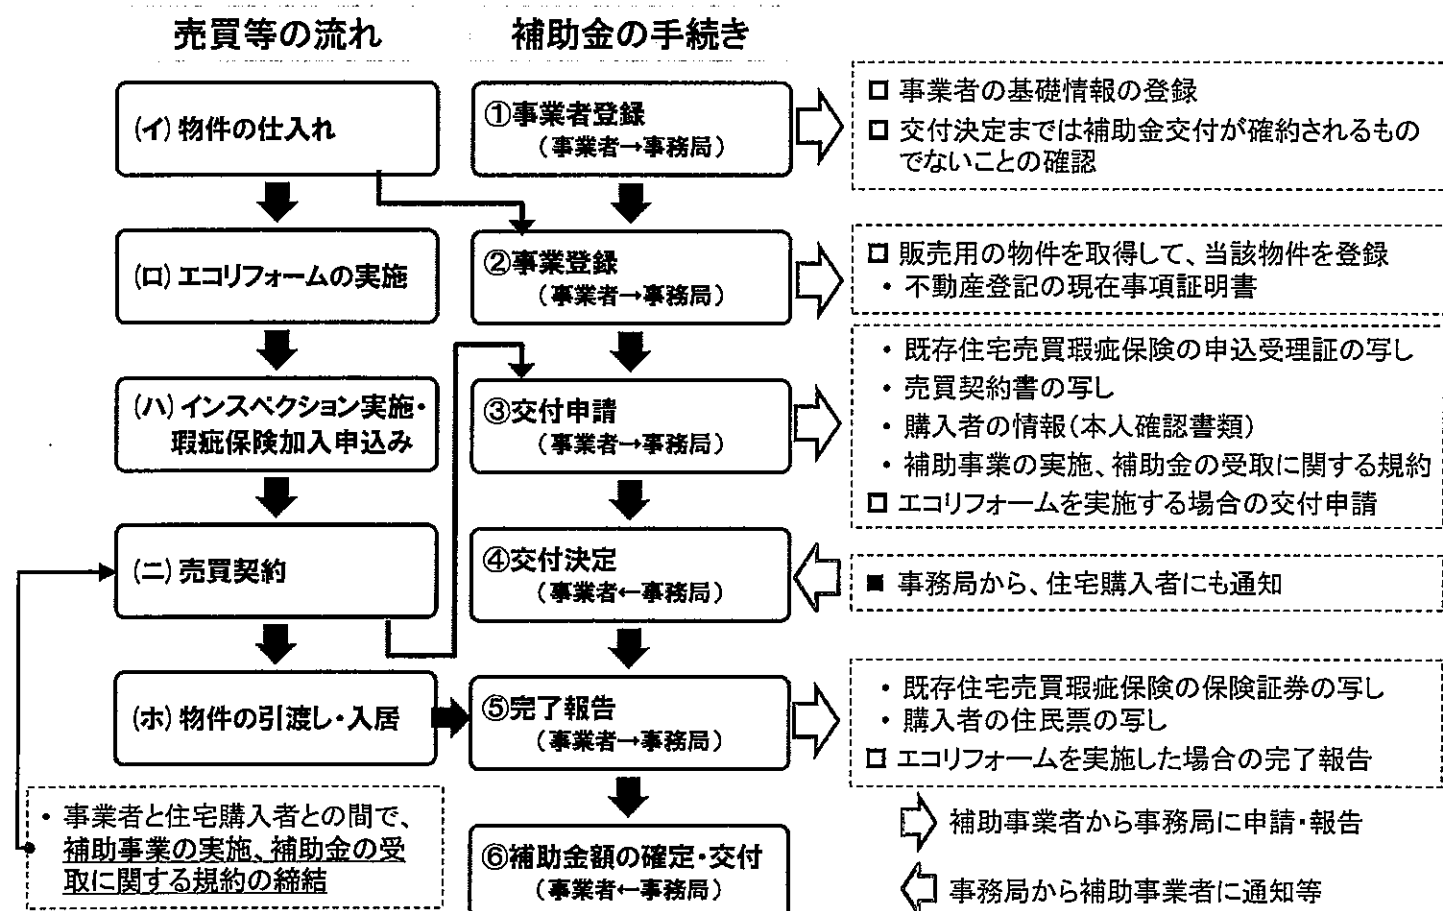 売買等の流れ
補助金の手続き
(イ) 物件の仕入れ
①事業者登録
(事業者→事務局)
□ 事業者の基礎情報の登録
□ 交付決定までは補助金交付が確約されるもの
でないことの確認
(ロ) エコリフォームの実施
②事業登録
(事業者→事務局)
□ 販売用の物件を取得して、当該物件を登録
・ 不動産登記の現在事項証明書
(ハ) インスペクション実施・
瑕疵保険加入申込み
③交付申請
(事業者→事務局)
・ 既存住宅売買瑕疵保険の申込受理証の写し
・ 売買契約書の写し
・ 購入者の情報(本人確認書類)
・ 補助事業の実施、補助金の受取に関する規約
□ エコリフォームを実施する場合の交付申請
(ニ) 売買契約
④交付決定
(事業者←事務局)
■ 事務局から、住宅購入者にも通知
(ホ) 物件の引渡し・入居
⑤完了報告
(事業者→事務局)
・ 既存住宅売買瑕疵保険の保険証券の写し
・ 購入者の住民票の写し
□ エコリフォームを実施した場合の完了報告
・ 事業者と住宅購入者との間で、
補助事業の実施、補助金の受
取に関する規約の締結
⑥補助金額の確定・交付
(事業者←事務局)
補助事業者から事務局に申請・報告
事務局から補助事業者に通知等